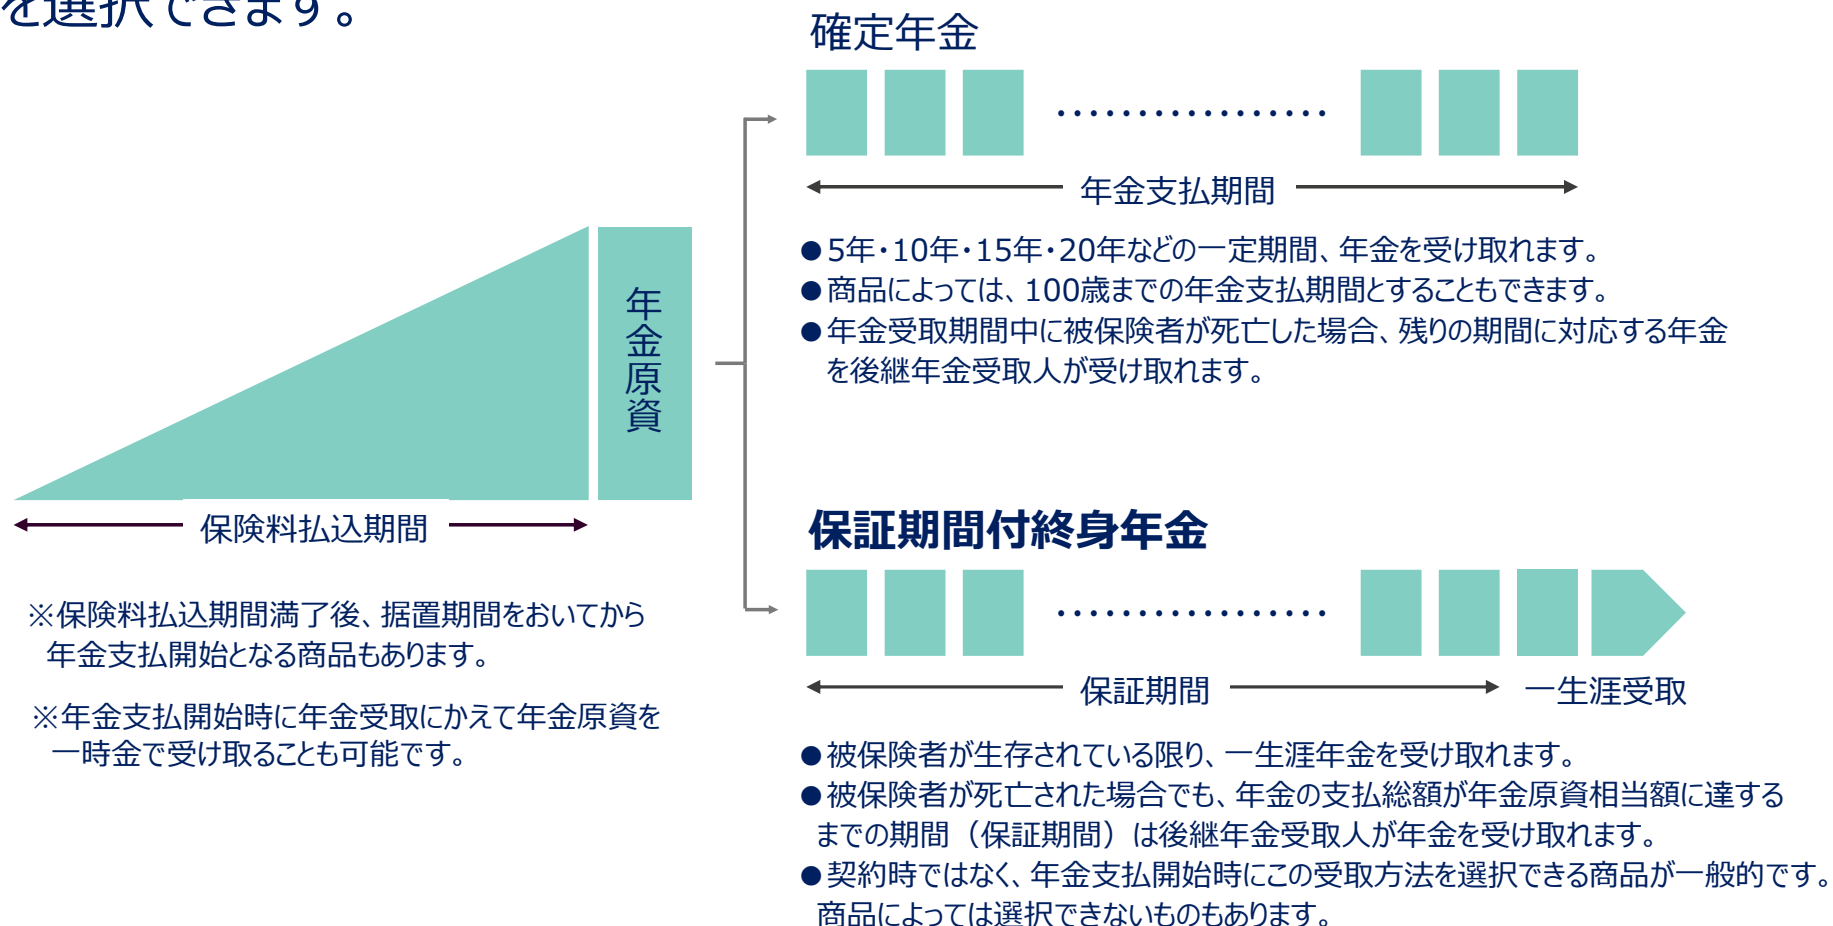 を選択できます。
年金原資
保険料払込期間
※保険料払込期間満了後、据置期間をおいてから
年金支払開始となる商品もあります。
※年金支払開始時に年金受取にかえて年金原資を
一時金で受け取ることも可能です。
確定年金
年金支払期間
●5年・10年・15年・20年などの一定期間、年金を受け取れます。
●商品によっては、100歳までの年金支払期間とすることもできます。
●年金受取期間中に被保険者が死亡した場合、残りの期間に対応する年金
を後継年金受取人が受け取れます。
保証期間付終身年金
保証期間
一生涯受取
●被保険者が生存されている限り、一生涯年金を受け取れます。
●被保険者が死亡された場合でも、年金の支払総額が年金原資相当額に達する
までの期間（保証期間）は後継年金受取人が年金を受け取れます。
●契約時ではなく、年金支払開始時にこの受取方法を選択できる商品が一般的です。
商品によっては選択できないものもあります。